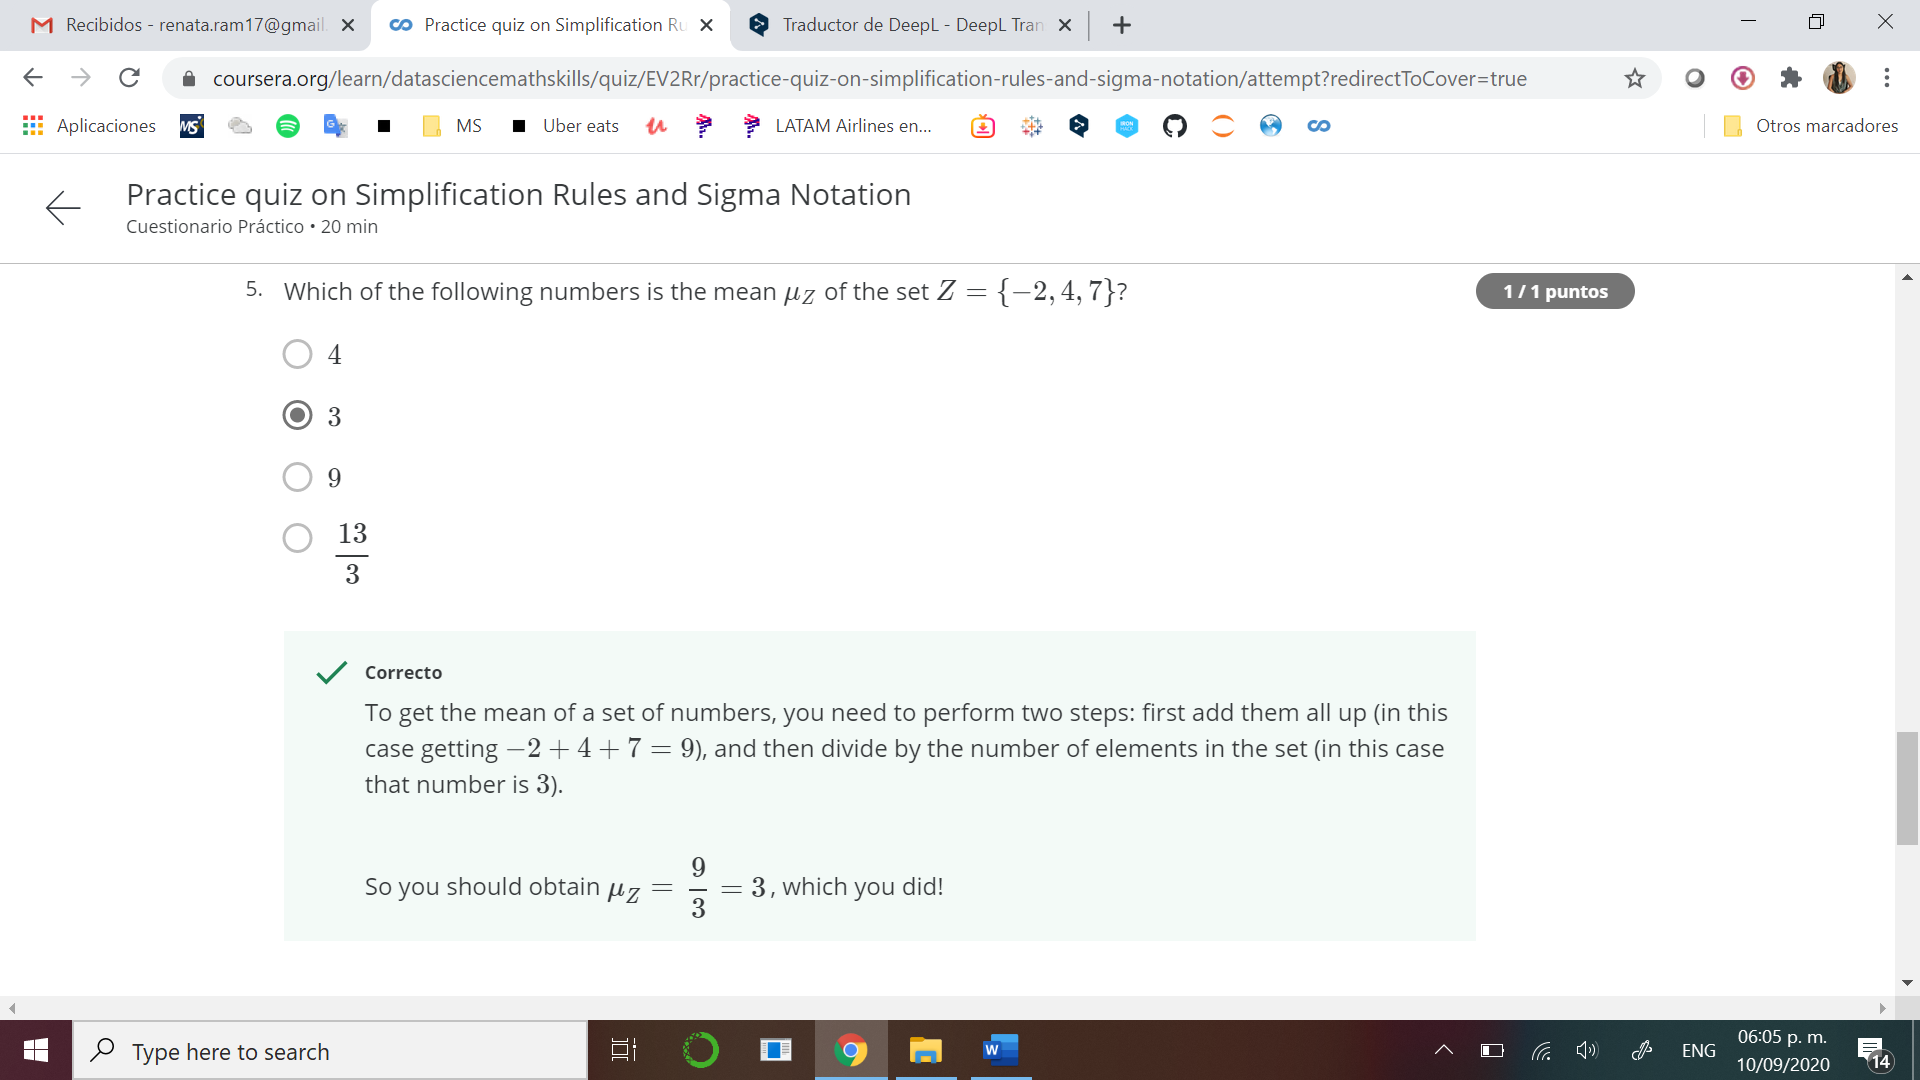 Recibidos - renata.ram17@gmail.
Practice quiz on Simplification Ru
Traductor de DeepL - DeepL Tran
coursera.org/learn/datasciencemathskills/quiz/EV2Rr/practice-quiz-on-simplification-rules-and-sigma-notation/attempt?redirectToCover=true
Aplicaciones MS MS Uber eats LATAM Airlines en... Otros marcadores
Practice quiz on Simplification Rules and Sigma Notation
Cuestionario Práctico • 20 min
5. Which of the following numbers is the mean μ_Z of the set Z = {−2, 4, 7}?
1 / 1 puntos
4
3
9
13/3
Correcto
To get the mean of a set of numbers, you need to perform two steps: first add them all up (in this
case getting −2 + 4 + 7 = 9), and then divide by the number of elements in the set (in this case
that number is 3).
So you should obtain μ_Z = 9/3 = 3, which you did!
Type here to search
W
ENG
06:05 p. m.
10/09/2020
14